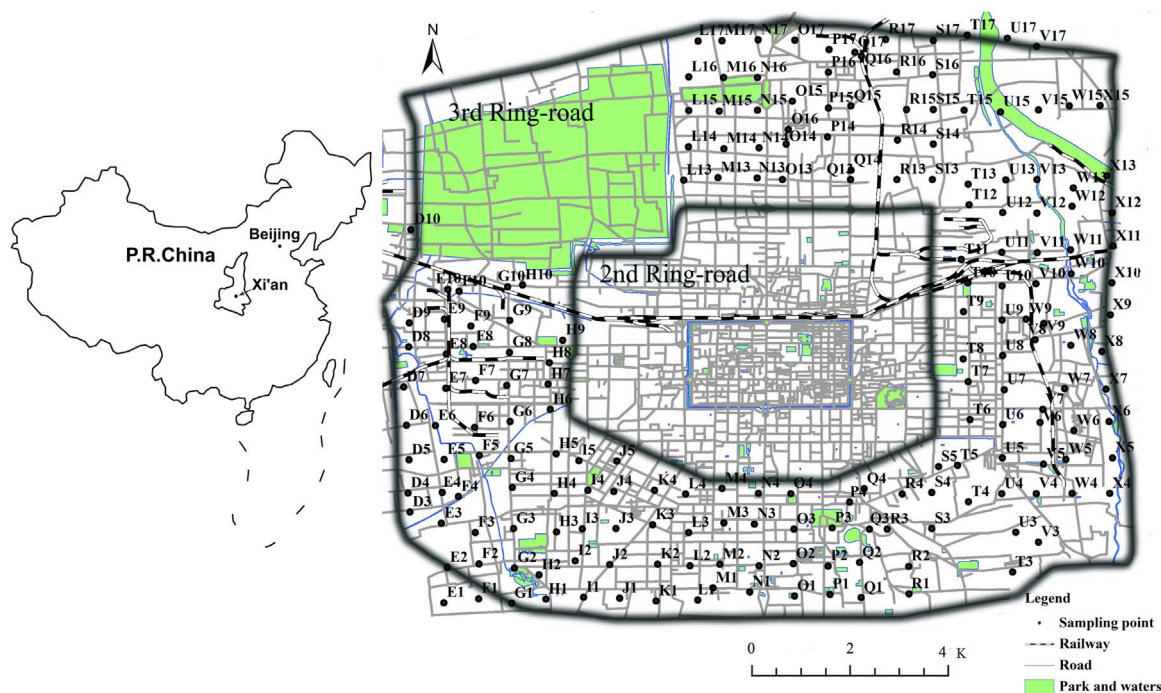 N
L17 M17 N17 O17 R17 S17 T17 U17 V17
P17 Q17
L16 M16 N16 P16 Q16 R16 S16
3rd Ring-road
L15 M15 N15 O15 P15 Q15 R15 S15 T15 U15 V15 W15 X15
O16
L14 M14 N14 O14 P14 R14 S14
L13 M13 N13 O13 Q13 Q14 R13 S13 T13 U13 V13 W13 X13
T12 U12 V12 W12 X12
D10
Beijing
P.R.China
Xi'an
2nd Ring-road
T11 U11 V11 W11 X11
E10 F10 G10 H10 T10 U10 V10 W10 X10
D9 E9 F9 G9 H9 T9 U9 W9 V9 X9
D8 E8 F8 G8 H8 T8 U8 V8 W8 X8
D7 E7 F7 G7 H7 T7 U7 V7 W7 X7
D6 E6 F6 G6 H6 T6 U6 V6 W6 X6
D5 E5 F5 G5 H5 I5 J5 S5 T5 U5 V5 W5 X5
D4 E4 F4 G4 H4 I4 J4 K4 L4 M4 N4 O4 P4 Q4 R4 S4 T4 U4 V4 W4 X4
D3 E3 F3 G3 H3 I3 J3 K3 L3 M3 N3 O3 P3 Q3 R3 S3 U3 V3
E2 F2 G2 H2 I2 J2 K2 L2 M2 N2 O2 P2 Q2 R2 T3
E1 F1 G1 H1 I1 J1 K1 L1 M1 N1 O1 P1 Q1 R1
Legend
Sampling point
Railway
Road
Park and waters
0 2 4 K